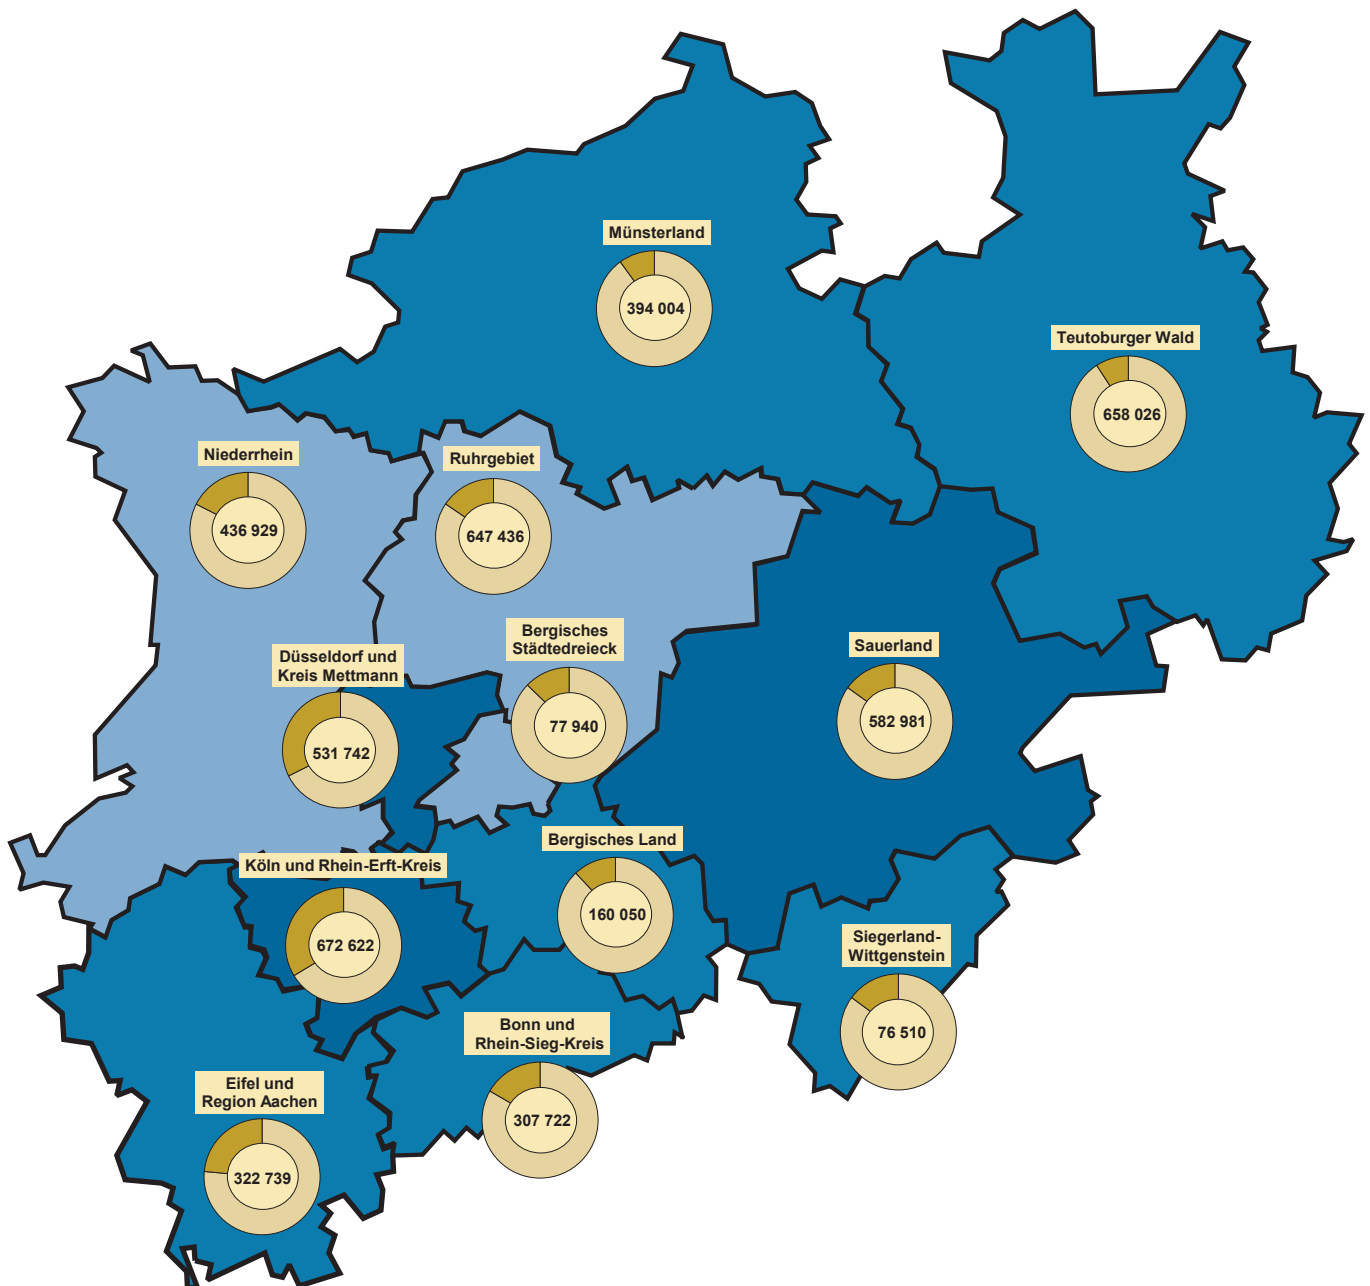 Münsterland
394 004
Teutoburger Wald
658 026
Niederrhein
436 929
Ruhrgebiet
647 436
Bergisches
Städtedreieck
77 940
Düsseldorf und
Kreis Mettmann
531 742
Sauerland
582 981
Bergisches Land
160 050
Köln und Rhein-Erft-Kreis
672 622
Siegerland-
Wittgenstein
76 510
Bonn und
Rhein-Sieg-Kreis
307 722
Eifel und
Region Aachen
322 739